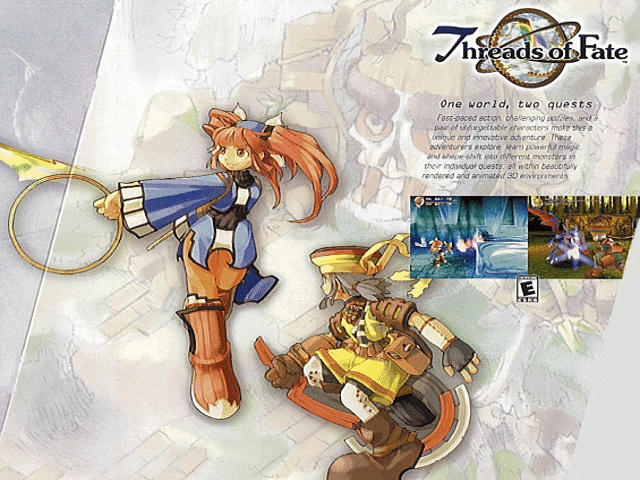 Threads of Fate
One world, two quests
Fast-paced action, challenging puzzles, and a
pair of unforgettable characters make this a
unique and innovative adventure. These
adventurers explore, learn powerful magic
and shape-shift into different monsters in
their individual quests, all within beautifully
rendered and animated 3D environments.
E